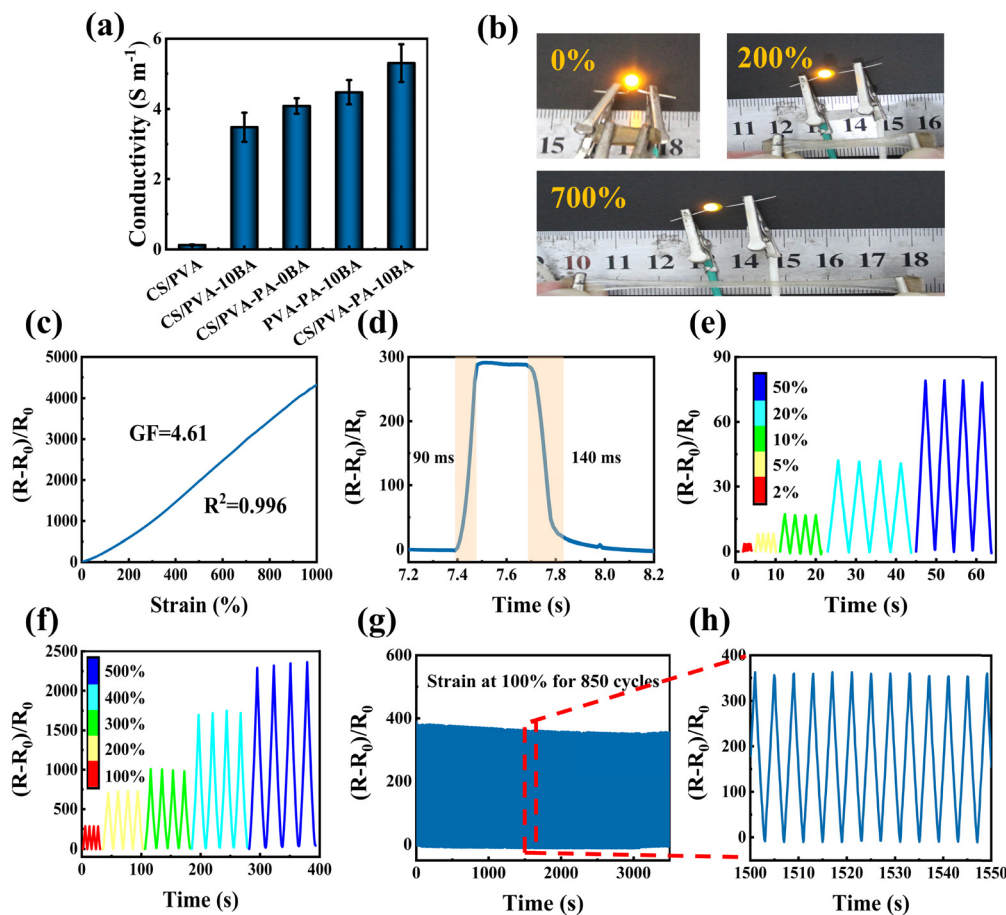 (a)
Conductivity (S m⁻¹)
6
4
2
0
CS/PVA
CS/PVA-10BA
CS/PVA-PA-0BA
PVA-PA-10BA
CS/PVA-PA-10BA
(b)
0%
15 18
200%
11 12 13 14 15 16
700%
10 11 12 13 14 15 16 17 18
(c)
(R-R₀)/R₀
5000
4000
3000
2000
1000
0
GF=4.61
R²=0.996
0 200 400 600 800 1000
Strain (%)
(d)
(R-R₀)/R₀
300
200
100
0
90 ms
140 ms
7.2 7.4 7.6 7.8 8.0 8.2
Time (s)
(e)
(R-R₀)/R₀
90
60
30
0
50%
20%
10%
5%
2%
0 10 20 30 40 50 60
Time (s)
(f)
(R-R₀)/R₀
2500
2000
1500
1000
500
0
500%
400%
300%
200%
100%
0 100 200 300 400
Time (s)
(g)
(R-R₀)/R₀
600
400
200
0
Strain at 100% for 850 cycles
0 1000 2000 3000
Time (s)
(h)
(R-R₀)/R₀
400
300
200
100
0
1500 1510 1520 1530 1540 1550
Time (s)